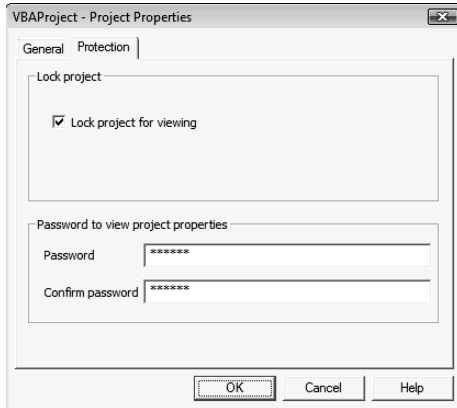 VBAProject - Project Properties
General Protection
Lock project
Lock project for viewing
Password to view project properties
Password ******
Confirm password ******
OK Cancel Help